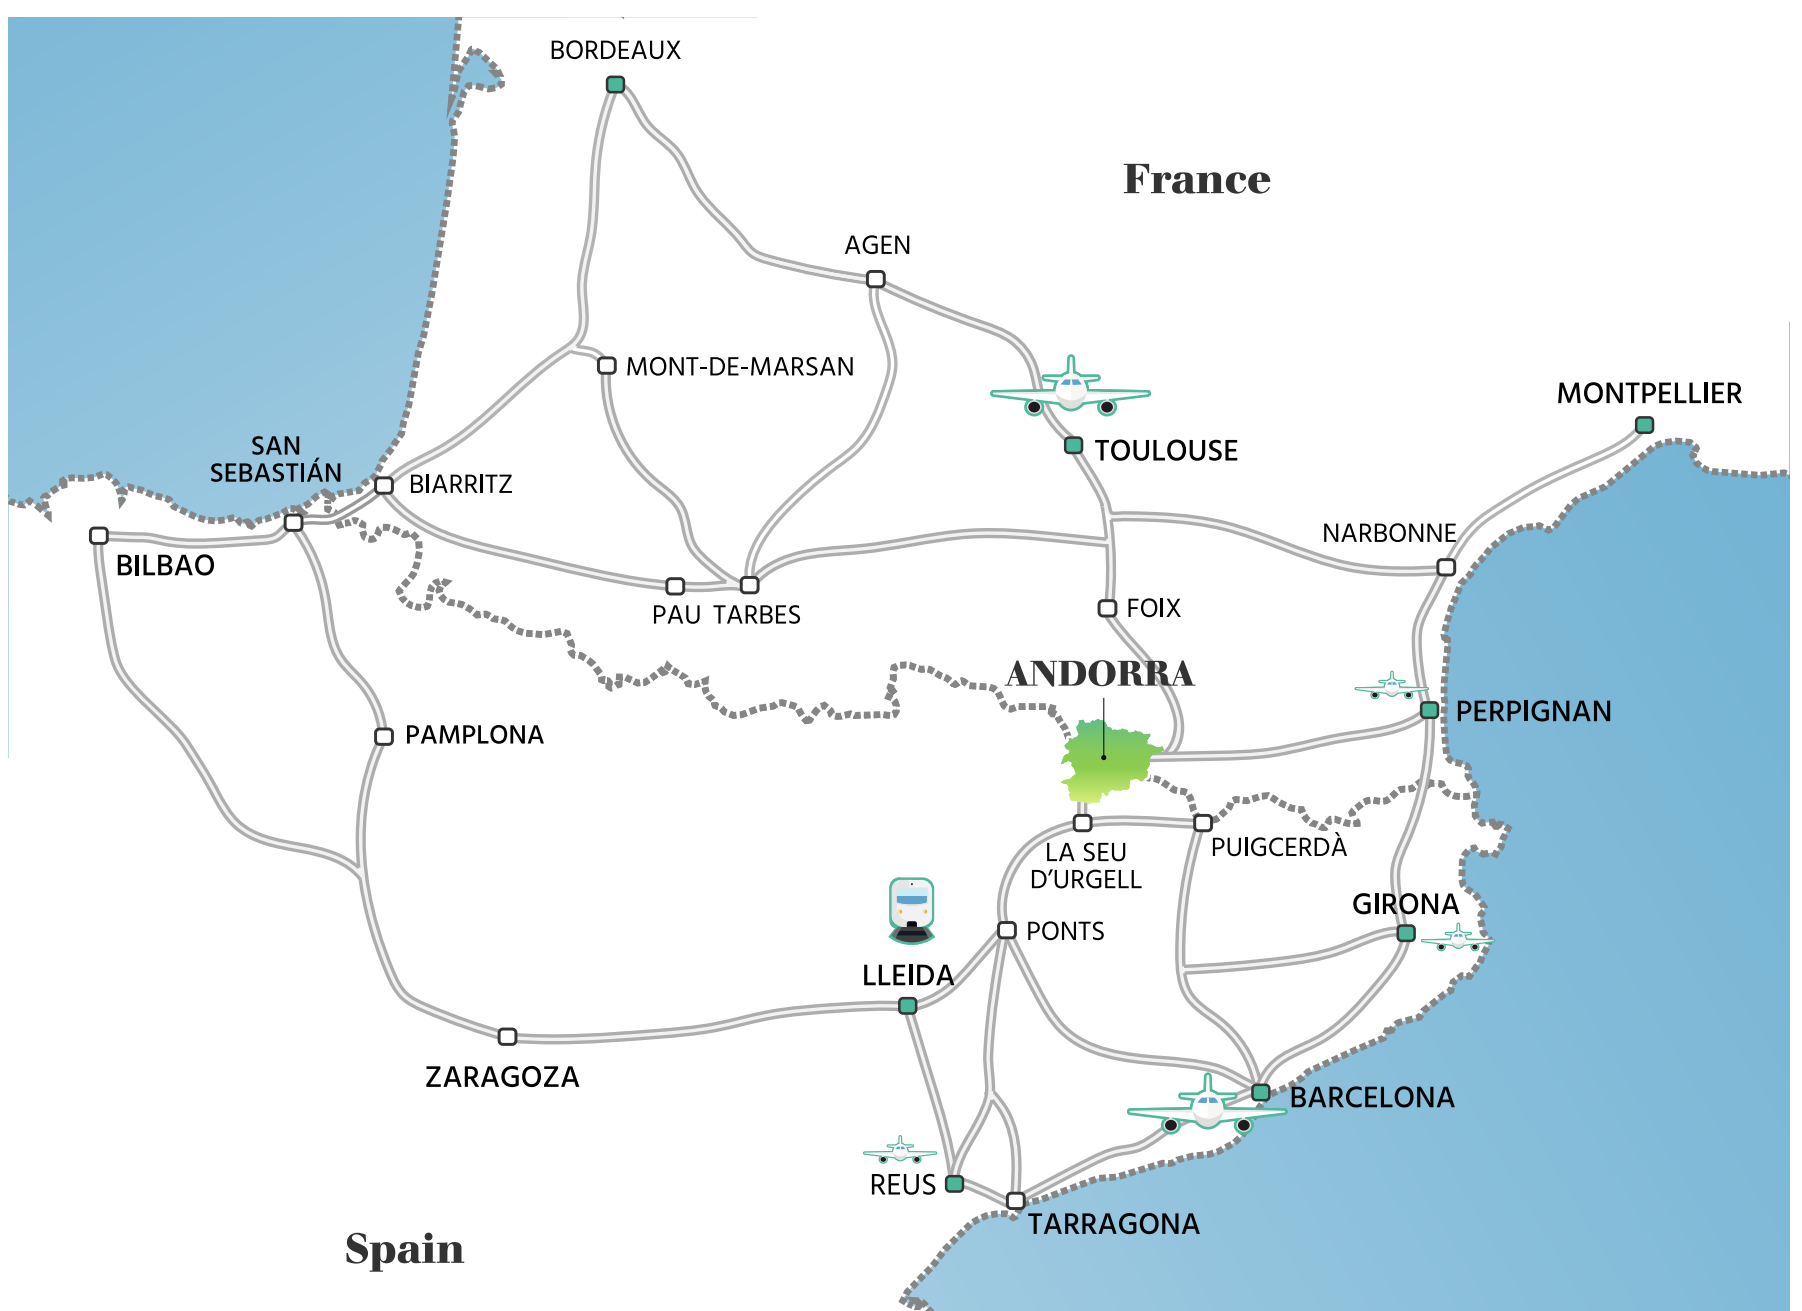 BORDEAUX
France
AGEN
MONT-DE-MARSAN
MONTPELLIER
TOULOUSE
SAN
SEBASTIÁN
BIARRITZ
NARBONNE
BILBAO
PAU TARBES
FOIX
ANDORRA
PERPIGNAN
PAMPLONA
PUIGCERDÀ
LA SEU
D'URGELL
GIRONA
PONTS
LLEIDA
ZARAGOZA
BARCELONA
REUS
TARRAGONA
Spain